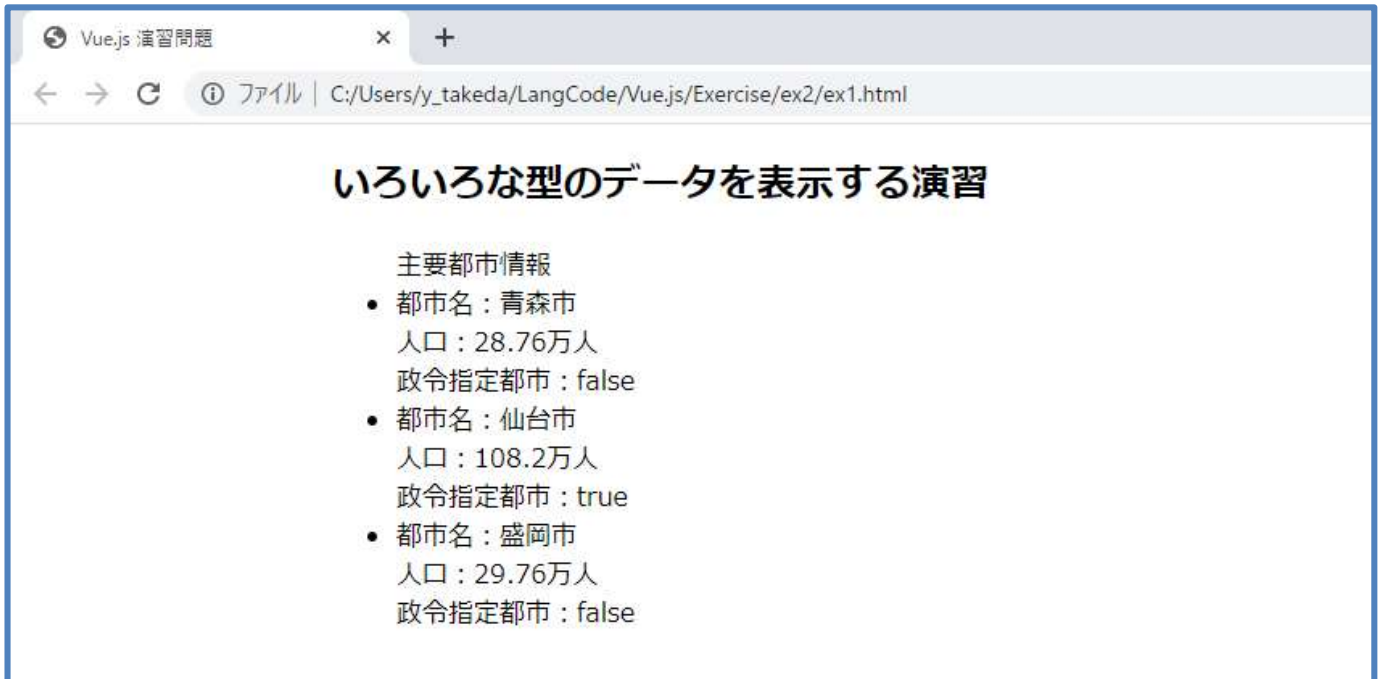 Vue.js 演習問題
ファイル | C:/Users/y_takeda/LangCode/Vue.js/Exercise/ex2/ex1.html
いろいろな型のデータを表示する演習
主要都市情報
• 都市名：青森市
人口：28.76万人
政令指定都市：false
• 都市名：仙台市
人口：108.2万人
政令指定都市：true
• 都市名：盛岡市
人口：29.76万人
政令指定都市：false